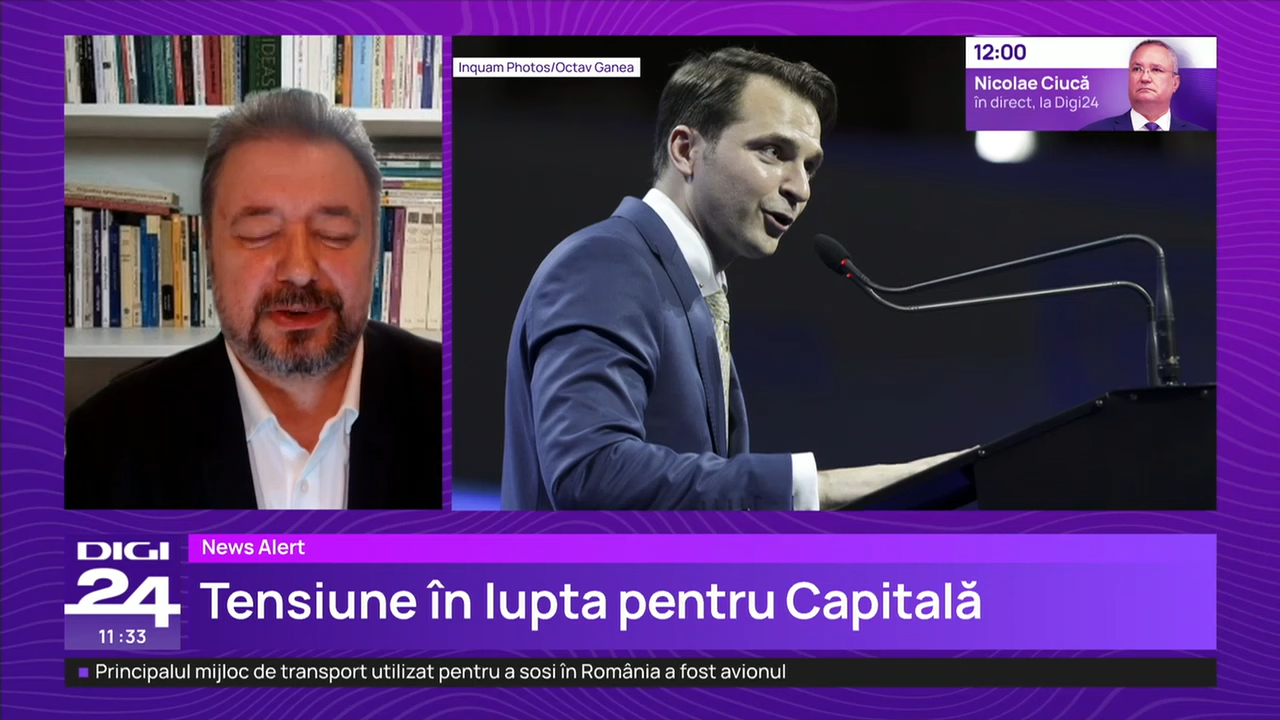 IDEAS
Inquam Photos/Octav Ganea
12:00
Nicolae Ciucă
în direct, la Digi24
DIGI
24
11:33
News Alert
Tensiune în lupta pentru Capitală
Principalul mijloc de transport utilizat pentru a sosi în România a fost avionul